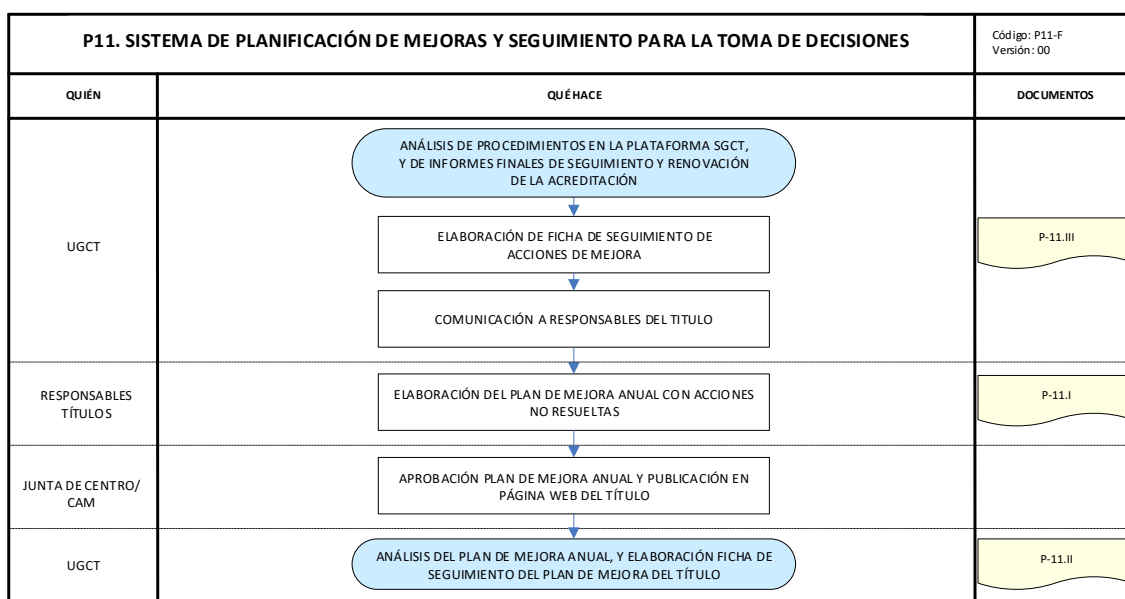 P11. SISTEMA DE PLANIFICACIÓN DE MEJORAS Y SEGUIMIENTO PARA LA TOMA DE DECISIONES
Código: P11-F
Versión: 00
QUIÉN
QUÉ HACE
DOCUMENTOS
ANÁLISIS DE PROCEDIMIENTOS EN LA PLATAFORMA SGCT,
Y DE INFORMES FINALES DE SEGUIMIENTO Y RENOVACIÓN
DE LA ACREDITACIÓN
UGCT
ELABORACIÓN DE FICHA DE SEGUIMIENTO DE
ACCIONES DE MEJORA
P-11.III
COMUNICACIÓN A RESPONSABLES DEL TITULO
RESPONSABLES
TÍTULOS
ELABORACIÓN DEL PLAN DE MEJORA ANUAL CON ACCIONES
NO RESUELTAS
P-11.I
JUNTA DE CENTRO/
CAM
APROBACIÓN PLAN DE MEJORA ANUAL Y PUBLICACIÓN EN
PÁGINA WEB DEL TÍTULO
UGCT
ANÁLISIS DEL PLAN DE MEJORA ANUAL, Y ELABORACIÓN FICHA DE
SEGUIMIENTO DEL PLAN DE MEJORA DEL TÍTULO
P-11.II